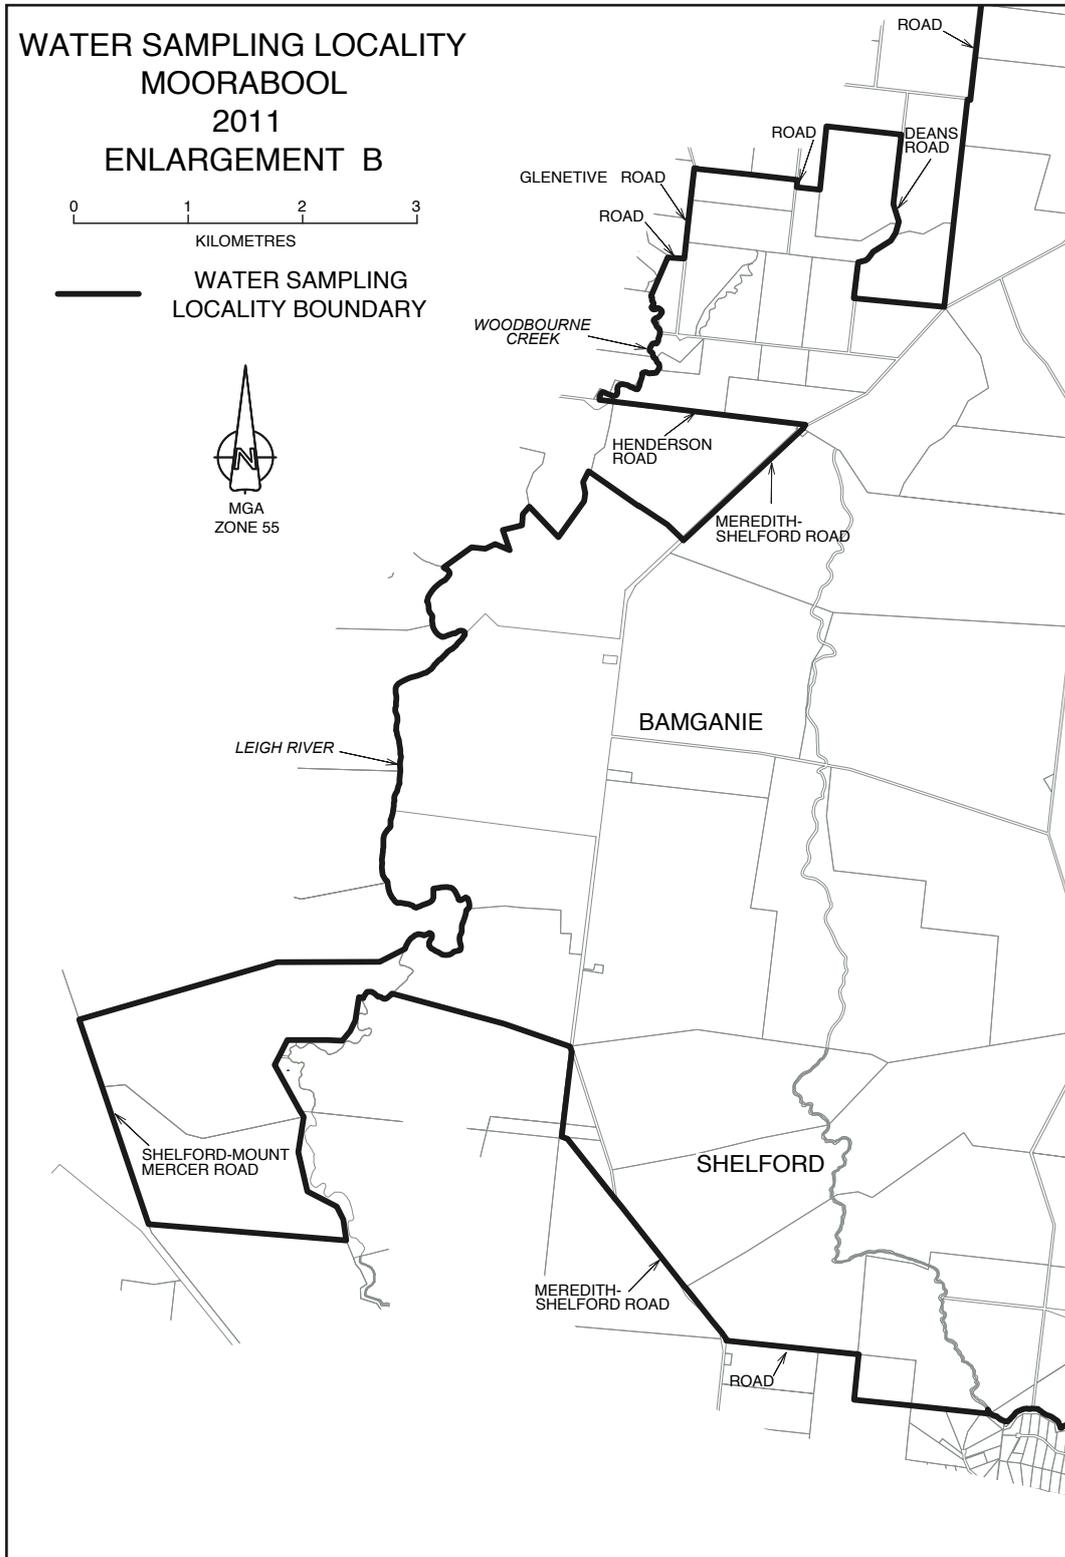 WATER SAMPLING LOCALITY
MOORABOOL
2011
ENLARGEMENT B
0 1 2 3
KILOMETRES
WATER SAMPLING
LOCALITY BOUNDARY
N
MGA
ZONE 55
ROAD
ROAD
DEANS
ROAD
GLENETIVE ROAD
ROAD
WOODBOURNE
CREEK
HENDERSON
ROAD
MEREDITH-
SHELFORD ROAD
BAMGANIE
LEIGH RIVER
SHELFORD-MOUNT
MERCER ROAD
SHELFORD
MEREDITH-
SHELFORD ROAD
ROAD